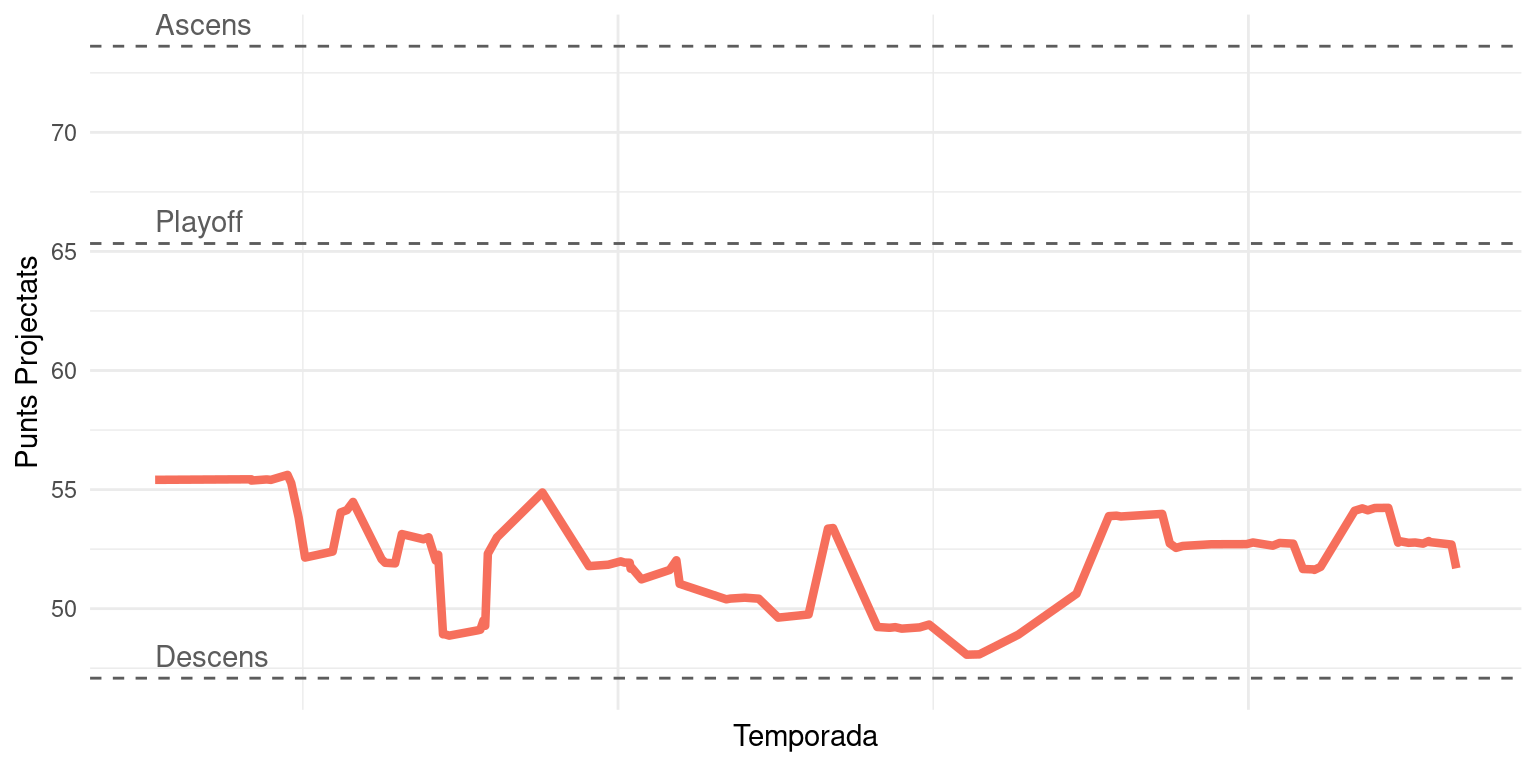 Ascens
70
Playoff
65
Punts Projectats
60
55
50
Descens
Temporada